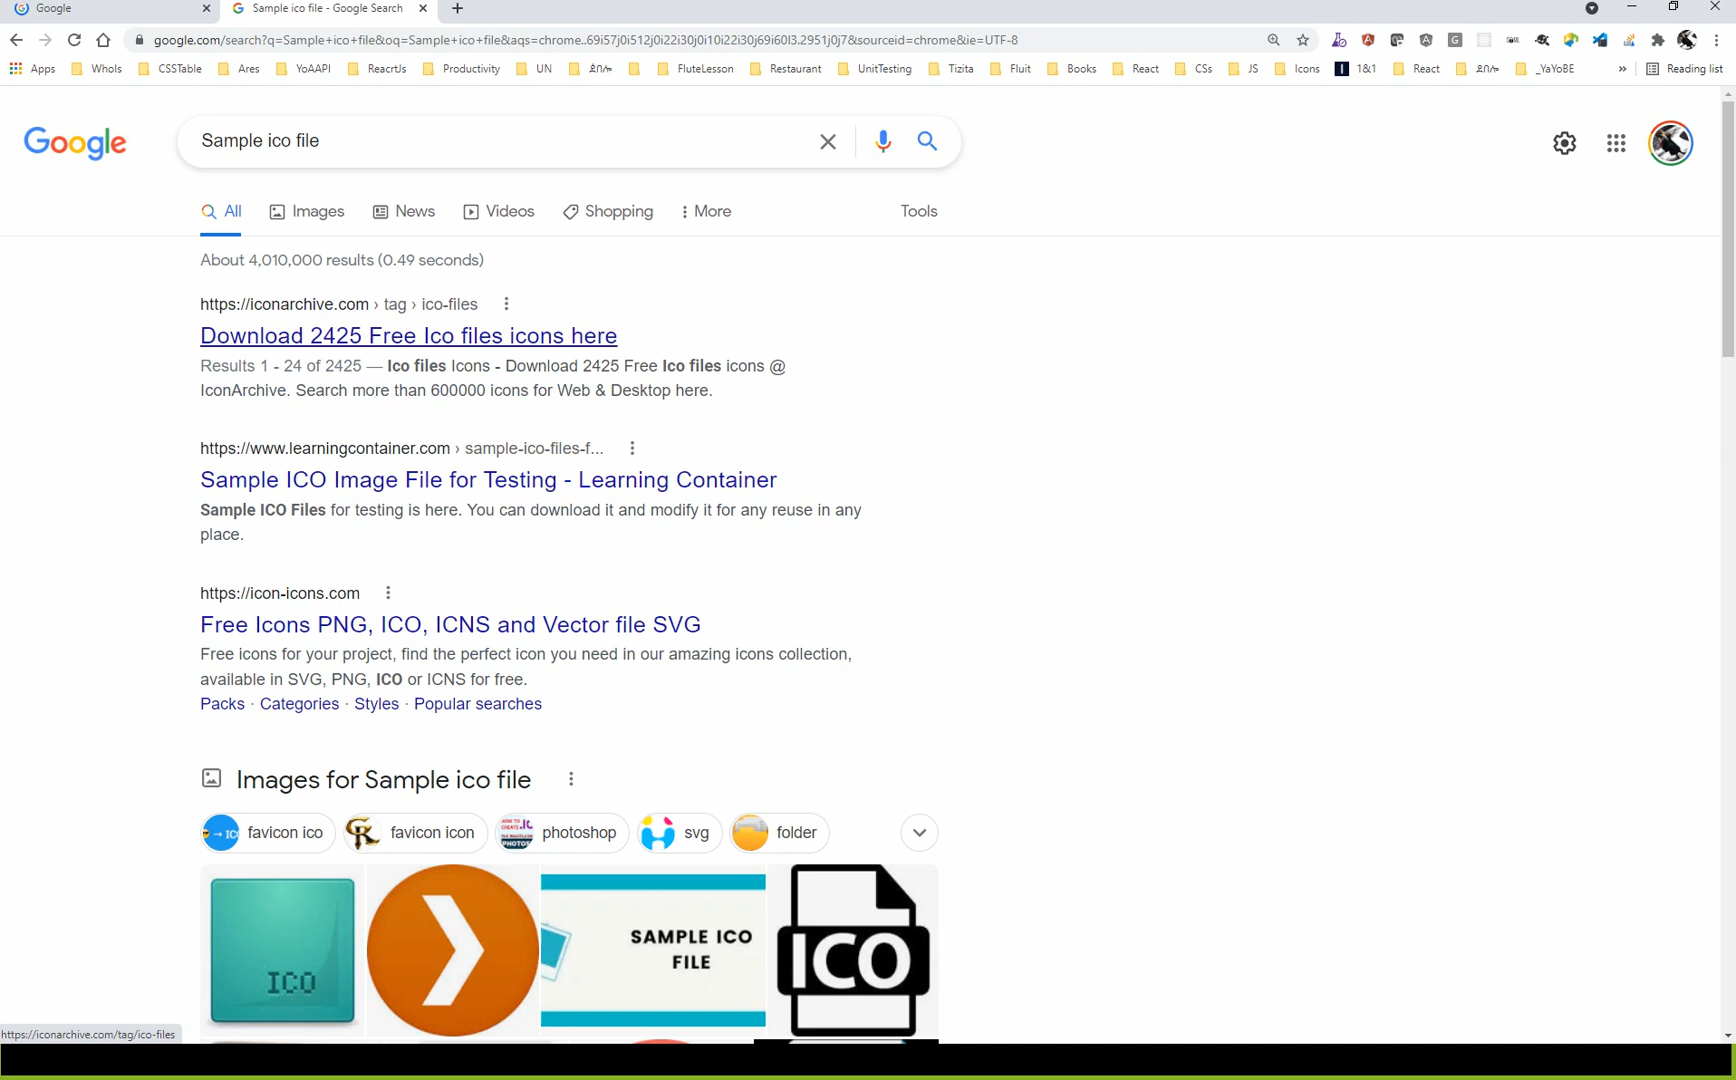 Google
Sample ico file - Google Search
google.com/search?q=Sample+ico+file&oq=Sample+ico+file&aqs=chrome..69i57j0i512j0i22i30j0i10i22i30j69i60l3.2951j0j7&sourceid=chrome&ie=UTF-8
Apps WhoIs CSSTable Ares YoAAPI ReacrtJs Productivity UN FluteLesson Restaurant UnitTesting Tizita Fluit Books React CSs JS Icons 1&1 React _YaYoBE » Reading list
Google
Sample ico file
All Images News Videos Shopping More Tools
About 4,010,000 results (0.49 seconds)
https://iconarchive.com › tag › ico-files
Download 2425 Free Ico files icons here
Results 1 - 24 of 2425 — Ico files Icons - Download 2425 Free Ico files icons @
IconArchive. Search more than 600000 icons for Web & Desktop here.
https://www.learningcontainer.com › sample-ico-files-f...
Sample ICO Image File for Testing - Learning Container
Sample ICO Files for testing is here. You can download it and modify it for any reuse in any
place.
https://icon-icons.com
Free Icons PNG, ICO, ICNS and Vector file SVG
Free icons for your project, find the perfect icon you need in our amazing icons collection,
available in SVG, PNG, ICO or ICNS for free.
Packs · Categories · Styles · Popular searches
Images for Sample ico file
favicon ico favicon icon photoshop svg folder
ICO
SAMPLE ICO
FILE
ICO
https://iconarchive.com/tag/ico-files